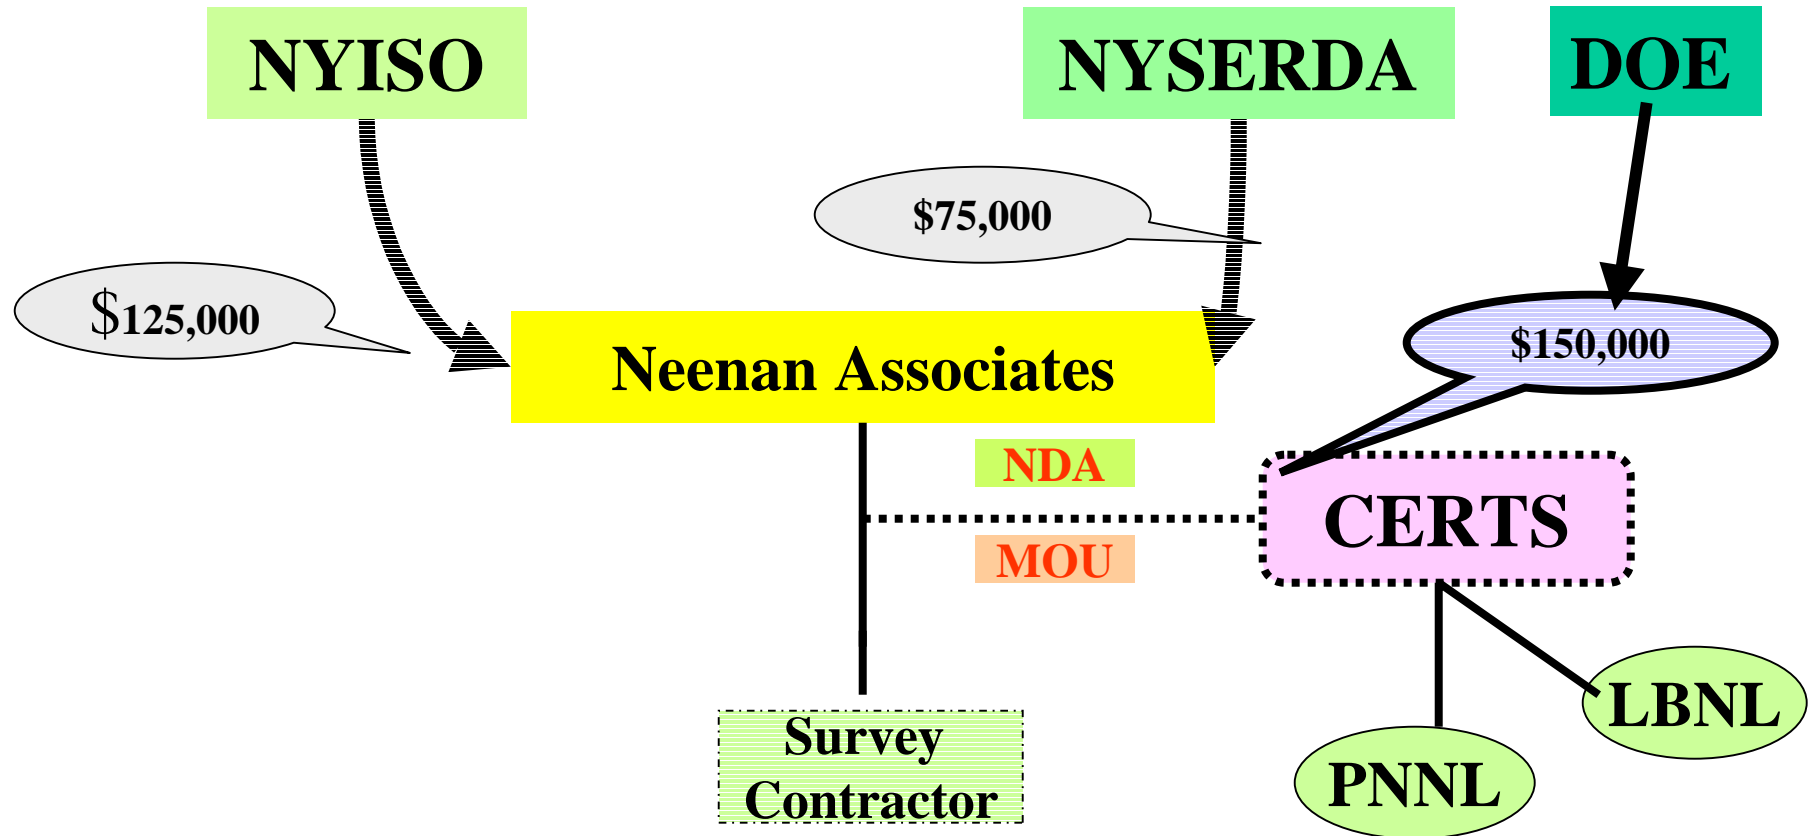 NYISO
NYSERDA
DOE
$75,000
$125,000
$150,000
Neenan Associates
NDA
CERTS
MOU
Survey
Contractor
LBNL
PNNL